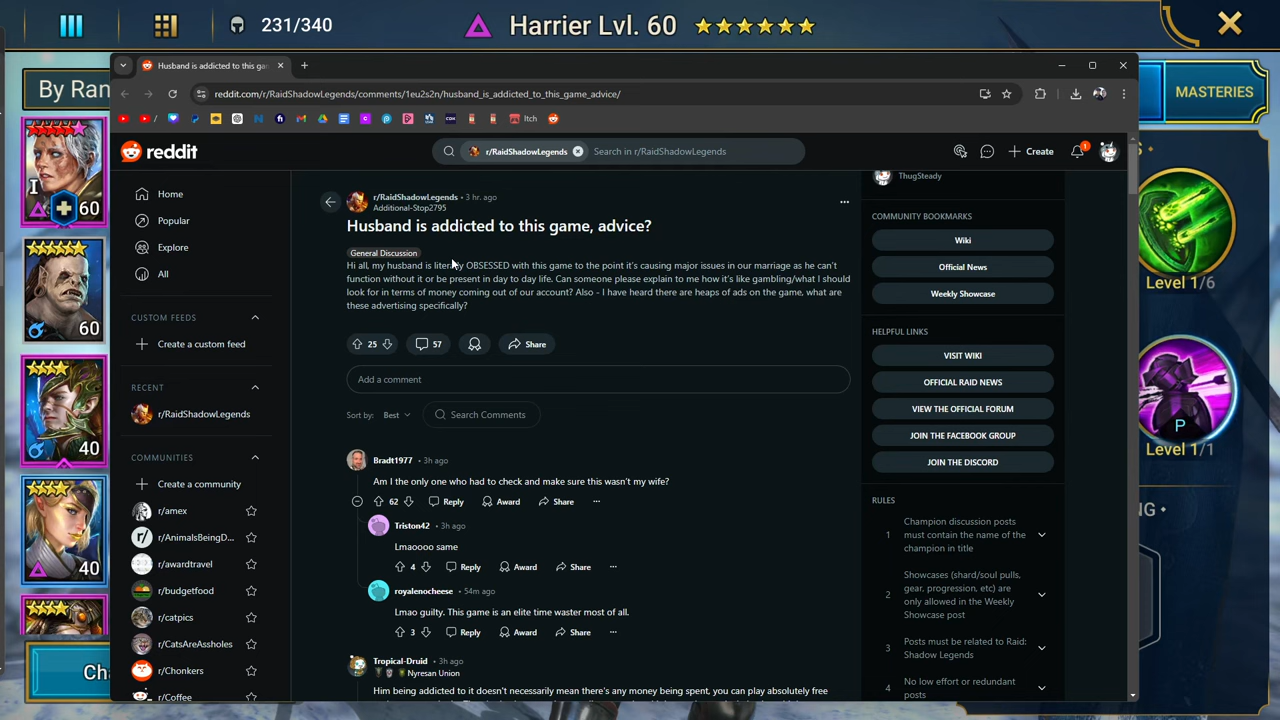 231/340
Harrier Lvl. 60
By Ran
MASTERIES
Husband is addicted to this gam
reddit.com/r/RaidShadowLegends/comments/1eu2s2n/husband_is_addicted_to_this_game_advice/
Itch
reddit
r/RaidShadowLegends
Search in r/RaidShadowLegends
Create
1
Home
Popular
Explore
All
CUSTOM FEEDS
Create a custom feed
RECENT
r/RaidShadowLegends
COMMUNITIES
Create a community
r/amex
r/AnimalsBeingD...
r/awardtravel
r/budgetfood
r/catpics
r/CatsAreAssholes
r/Chonkers
r/Coffee
r/RaidShadowLegends • 3 hr. ago
Additional-Stop2795
Husband is addicted to this game, advice?
General Discussion
Hi all, my husband is literally OBSESSED with this game to the point it's causing major issues in our marriage as he can't
function without it or be present in day to day life. Can someone please explain to me how it's like gambling/what I should
look for in terms of money coming out of our account? Also - I have heard there are heaps of ads on the game, what are
these advertising specifically?
25
57
Share
Add a comment
Sort by: Best
Search Comments
Bradt1977 • 3h ago
Am I the only one who had to check and make sure this wasn't my wife?
62 Reply Award Share
Triston42 • 3h ago
Lmaoooo same
4 Reply Award Share
royalenocheese • 54m ago
Lmao guilty. This game is an elite time waster most of all.
3 Reply Award Share
Tropical-Druid • 3h ago
Nyresan Union
Him being addicted to it doesn't necessarily mean there's any money being spent, you can play absolutely free
ThugSteady
COMMUNITY BOOKMARKS
Wiki
Official News
Weekly Showcase
HELPFUL LINKS
VISIT WIKI
OFFICIAL RAID NEWS
VIEW THE OFFICIAL FORUM
JOIN THE FACEBOOK GROUP
JOIN THE DISCORD
RULES
1 Champion discussion posts
must contain the name of the
champion in title
2 Showcases (shard/soul pulls,
gear, progression, etc) are
only allowed in the Weekly
Showcase post
3 Posts must be related to Raid:
Shadow Legends
4 No low effort or redundant
posts
I
60
60
40
40
Cha
Level 1/6
P
Level 1/1
NG